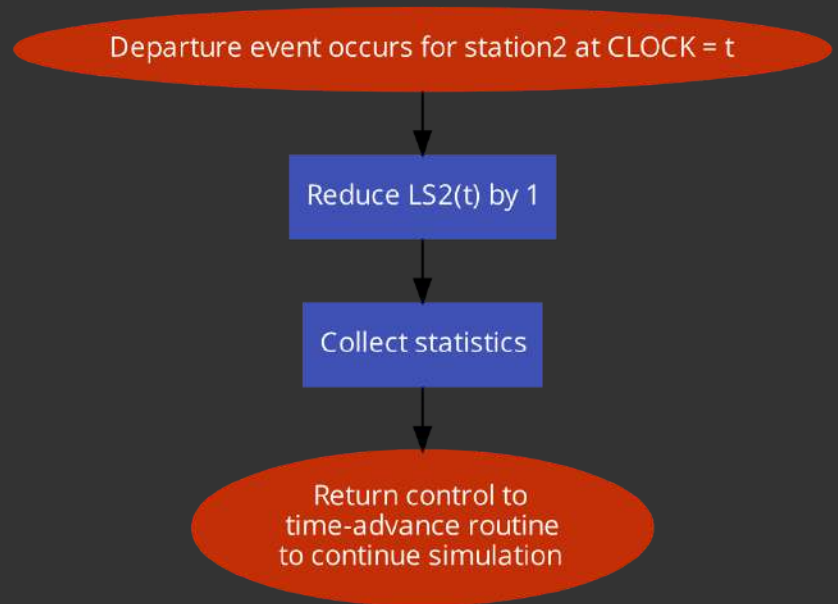 Departure event occurs for station2 at CLOCK = t
Reduce LS2(t) by 1
Collect statistics
Return control to
time-advance routine
to continue simulation